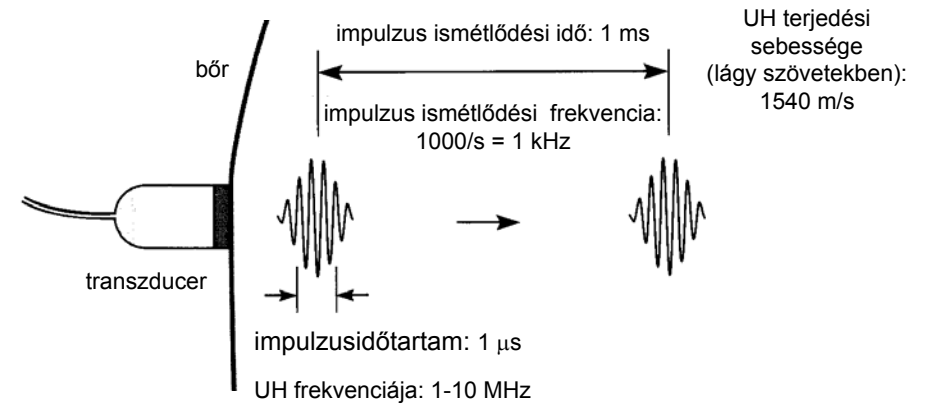 impulzus ismétlődési idő: 1 ms
UH terjedési
sebessége
(lágy szövetekben):
1540 m/s
bőr
impulzus ismétlődési frekvencia:
1000/s = 1 kHz
transzducer
impulzusidőtartam: 1 μs
UH frekvenciája: 1-10 MHz